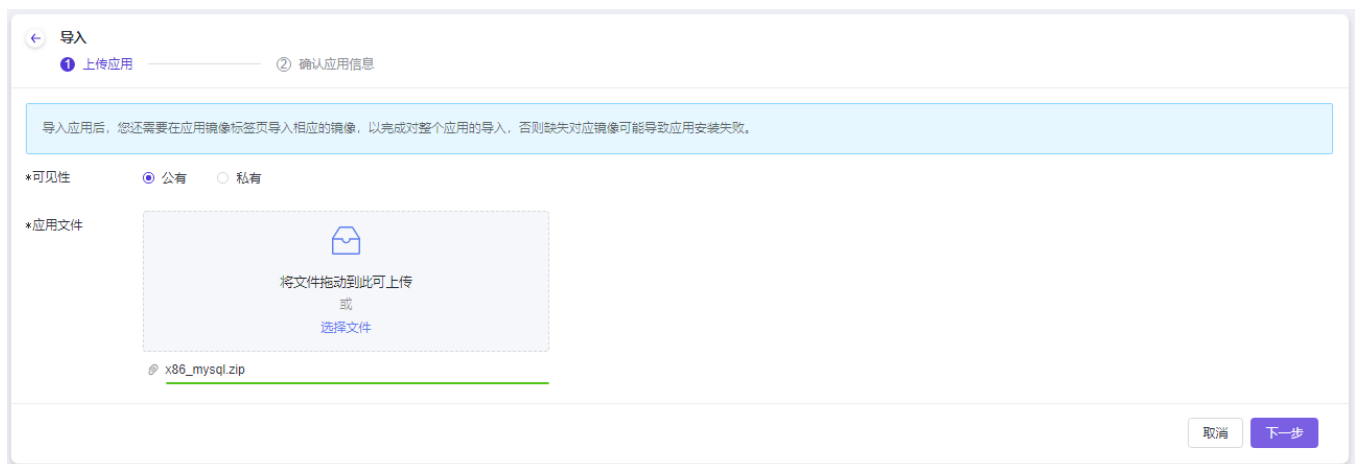 导入
1 上传应用 2 确认应用信息
导入应用后，您还需要在应用镜像标签页导入相应的镜像，以完成对整个应用的导入，否则缺失对应镜像可能导致应用安装失败。
*可见性 公有 私有
*应用文件
将文件拖动到此可上传
或
选择文件
x86_mysql.zip
取消 下一步